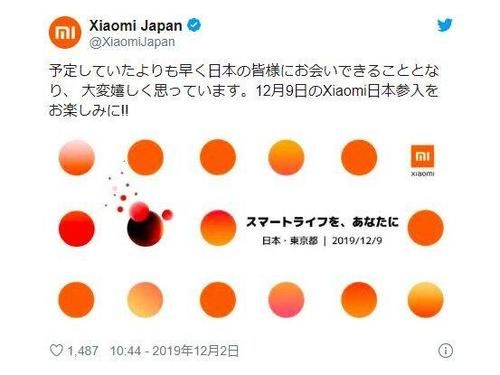 Xiaomi Japan
@XiaomiJapan
予定していたよりも早く日本の皆様にお会いできることとな
り、 大変嬉しく思っています。12月9日のXiaomi日本参入を
お楽しみに!!
xiaomi
スマートライフを、あなたに
日本・東京都 | 2019/12/9
1,487 10:44 - 2019年12月2日